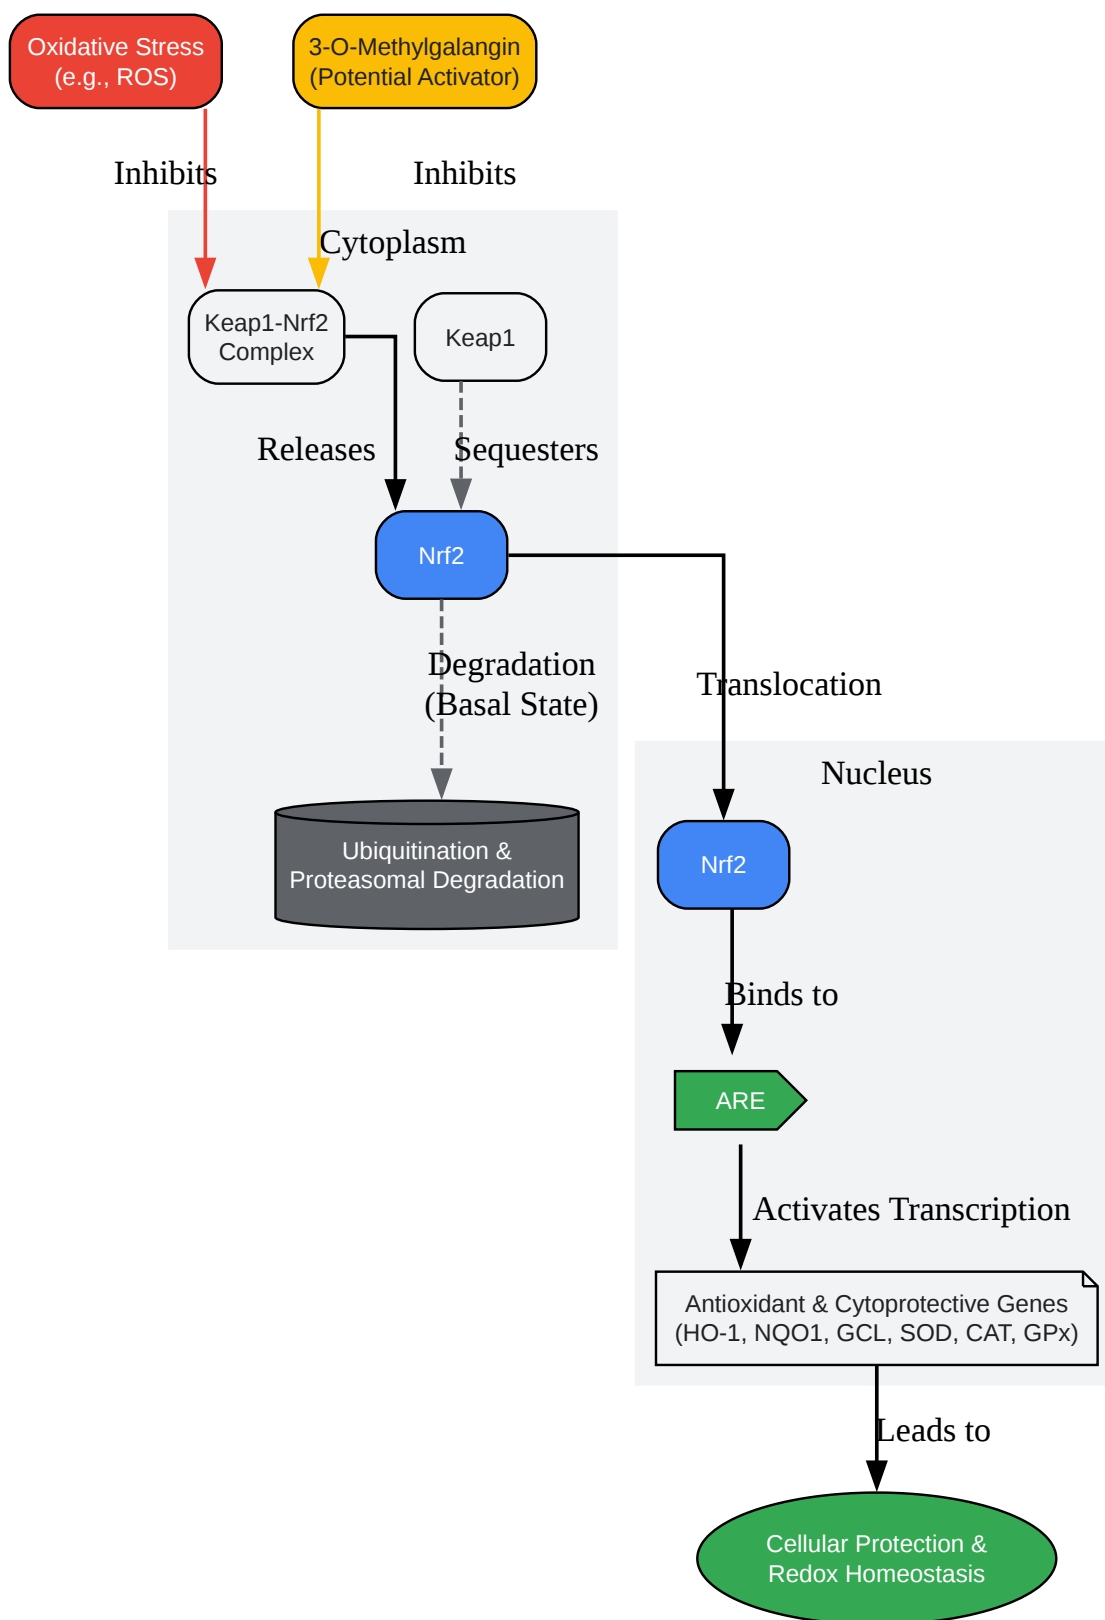 Oxidative Stress
(e.g., ROS)
3-O-Methylgalangin
(Potential Activator)
Inhibits
Inhibits
Cytoplasm
Keap1-Nrf2
Complex
Keap1
Releases
Sequesters
Nrf2
Degradation
(Basal State)
Translocation
Nucleus
Ubiquitination &
Proteasomal Degradation
Nrf2
Binds to
ARE
Activates Transcription
Antioxidant & Cytoprotective Genes
(HO-1, NQO1, GCL, SOD, CAT, GPx)
Leads to
Cellular Protection &
Redox Homeostasis